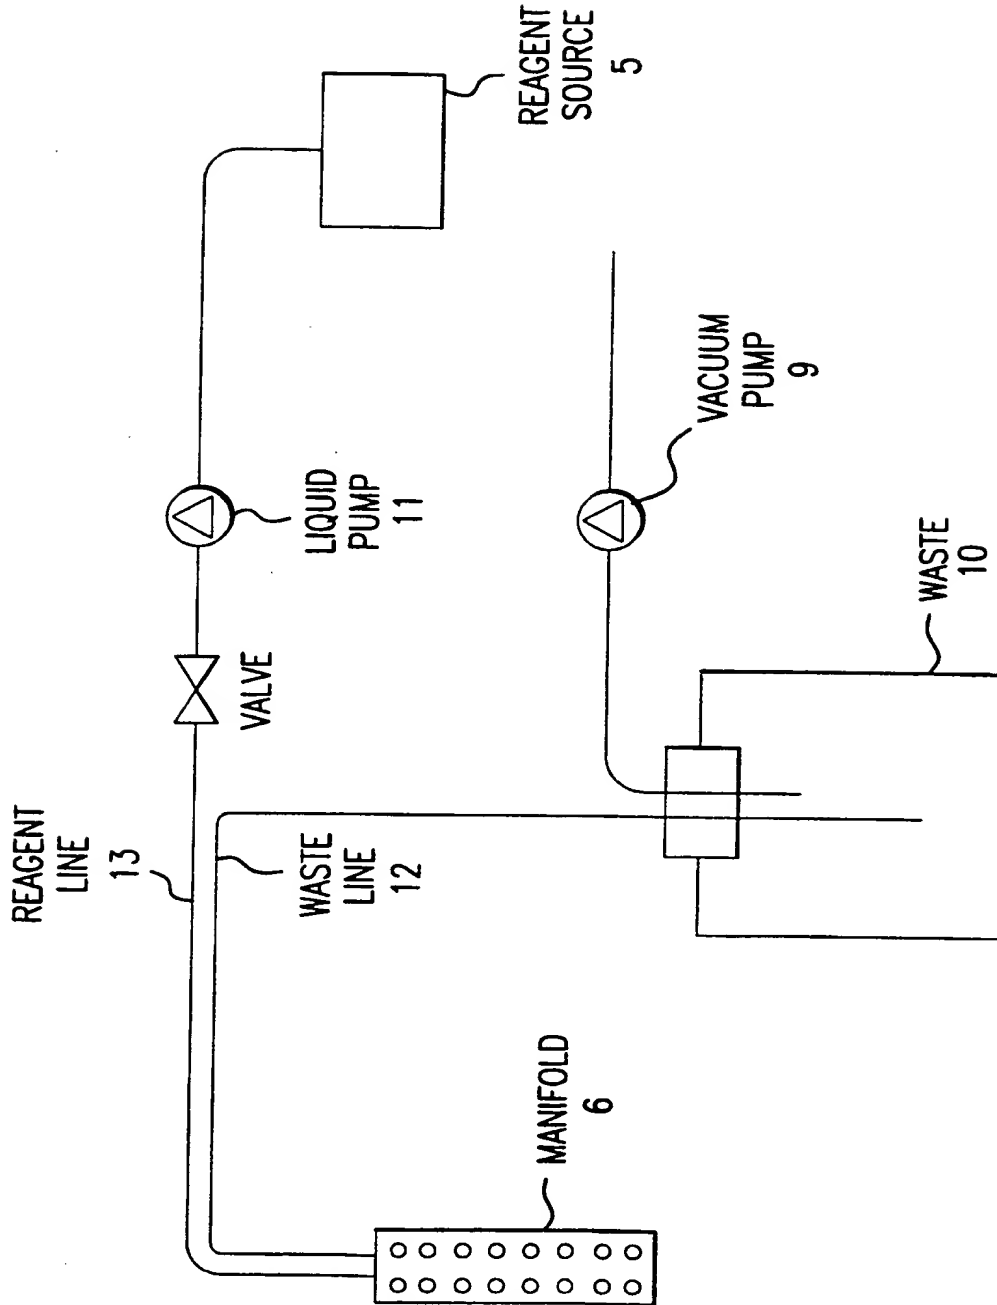 REAGENT
SOURCE
5
LIQUID
PUMP
11
VALVE
REAGENT
LINE
13
VACUUM
PUMP
9
WASTE
LINE
12
WASTE
10
MANIFOLD
6